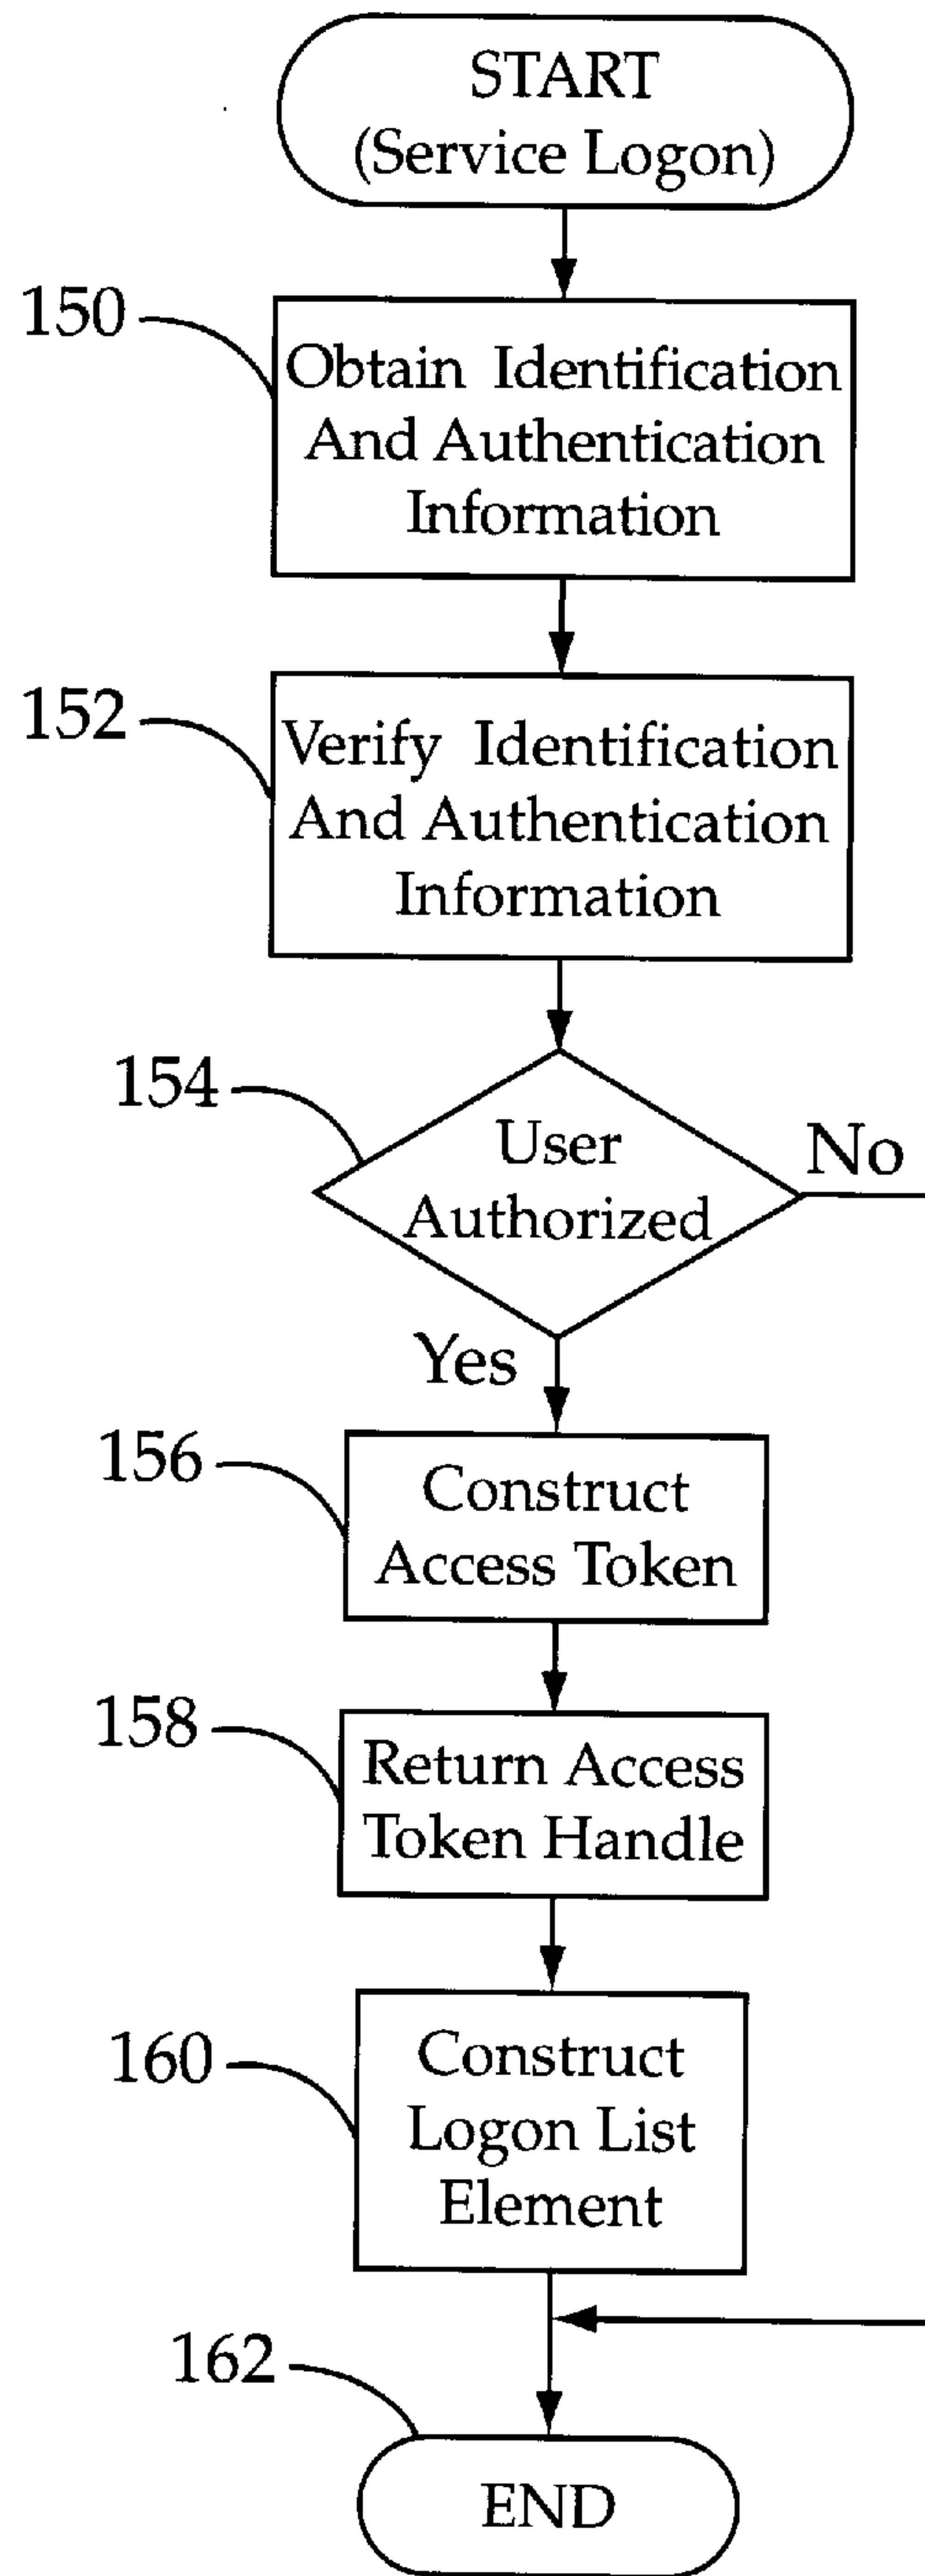 START
(Service Logon)
150
Obtain Identification
And Authentication
Information
152
Verify Identification
And Authentication
Information
154
User
Authorized
No
Yes
156
Construct
Access Token
158
Return Access
Token Handle
160
Construct
Logon List
Element
162
END